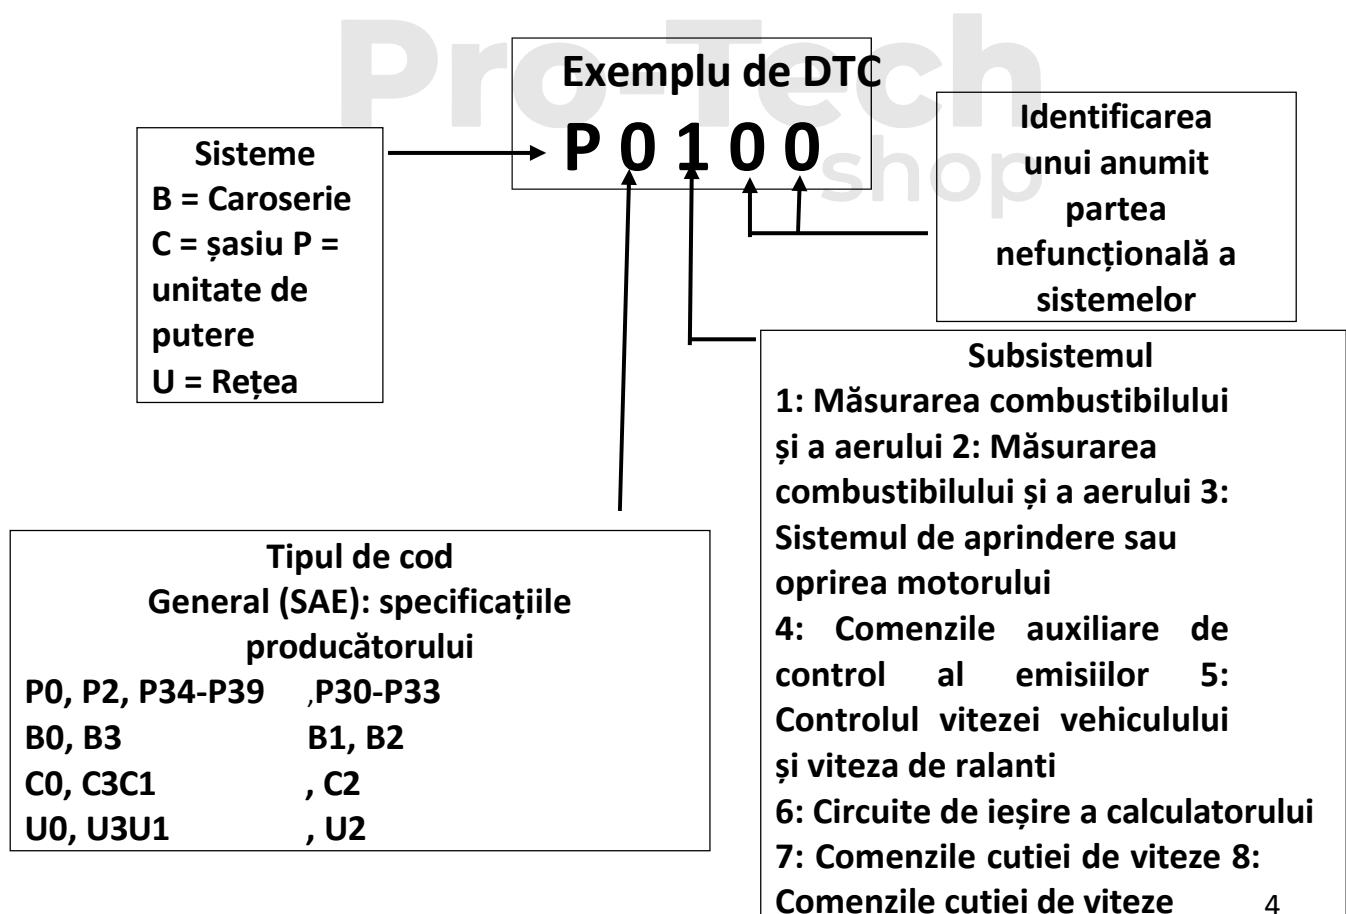 Pro-Tech
shop
Exemplu de DTC
P 0 1 0 0
Sisteme
B = Caroserie
C = șasiu P =
unitate de
putere
U = Rețea
Identificarea
unui anumit
partea
nefuncțională a
sistemelor
Subsistemul
1: Măsurarea combustibilului
și a aerului 2: Măsurarea
combustibilului și a aerului 3:
Sistemul de aprindere sau
oprirea motorului
4: Comenzile auxiliare de
control al emisiilor 5:
Controlul vitezei vehiculului
și viteza de ralanti
6: Circuite de ieșire a calculatorului
7: Comenzile cutiei de viteze 8:
Comenzile cutiei de viteze
Tipul de cod
General (SAE): specificațiile
producătorului
P0, P2, P34-P39 ,P30-P33
B0, B3 B1, B2
C0, C3C1 , C2
U0, U3U1 , U2
4